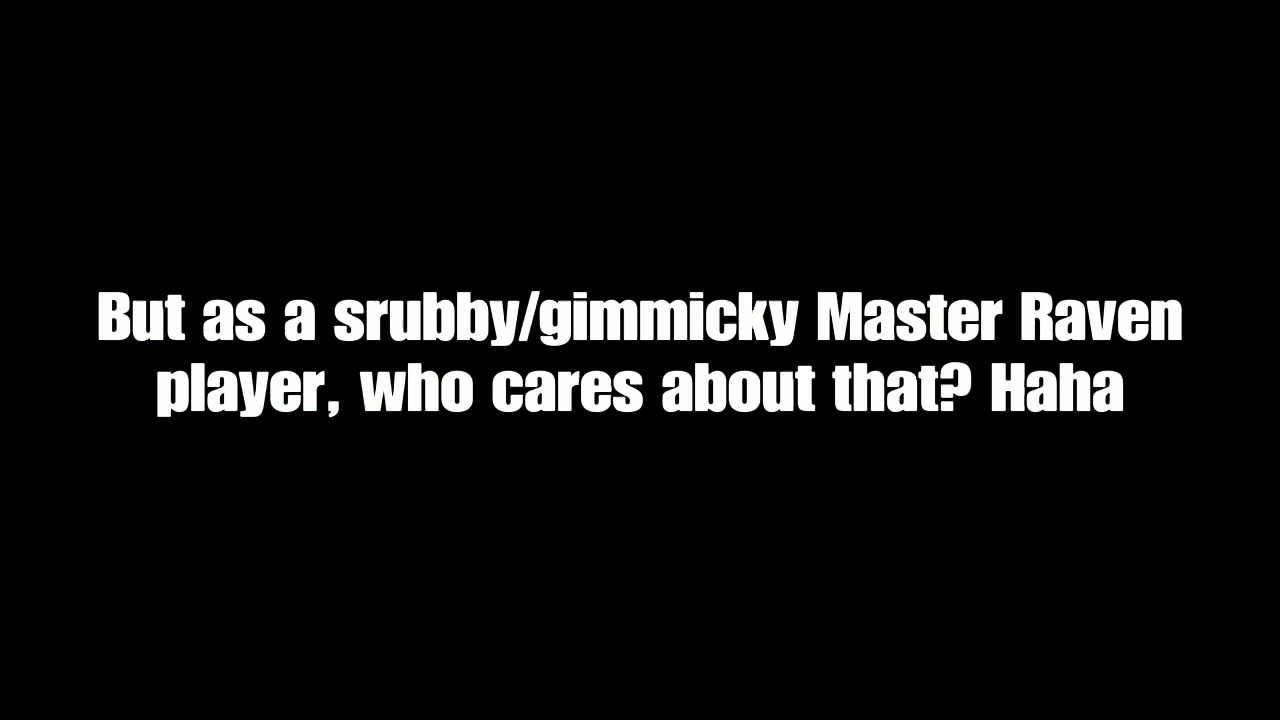 But as a srubby/gimmicky Master Raven
player, who cares about that? Haha